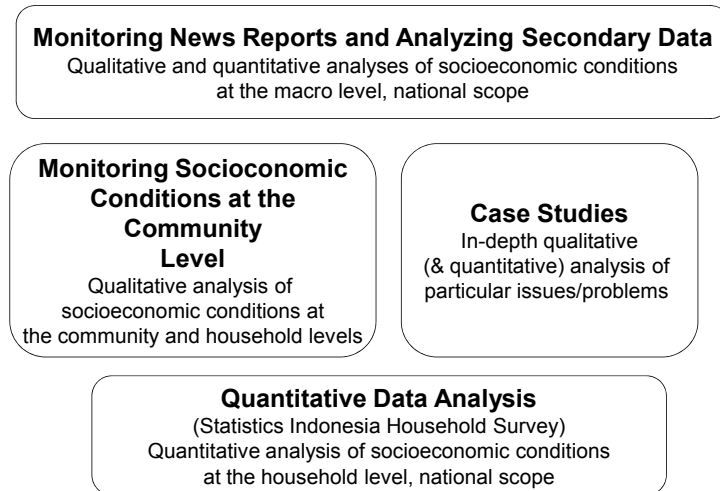 Monitoring News Reports and Analyzing Secondary Data
Qualitative and quantitative analyses of socioeconomic conditions
at the macro level, national scope
Monitoring Socioconomic
Conditions at the
Community
Level
Qualitative analysis of
socioeconomic conditions at
the community and household levels
Case Studies
In-depth qualitative
(& quantitative) analysis of
particular issues/problems
Quantitative Data Analysis
(Statistics Indonesia Household Survey)
Quantitative analysis of socioeconomic conditions
at the household level, national scope